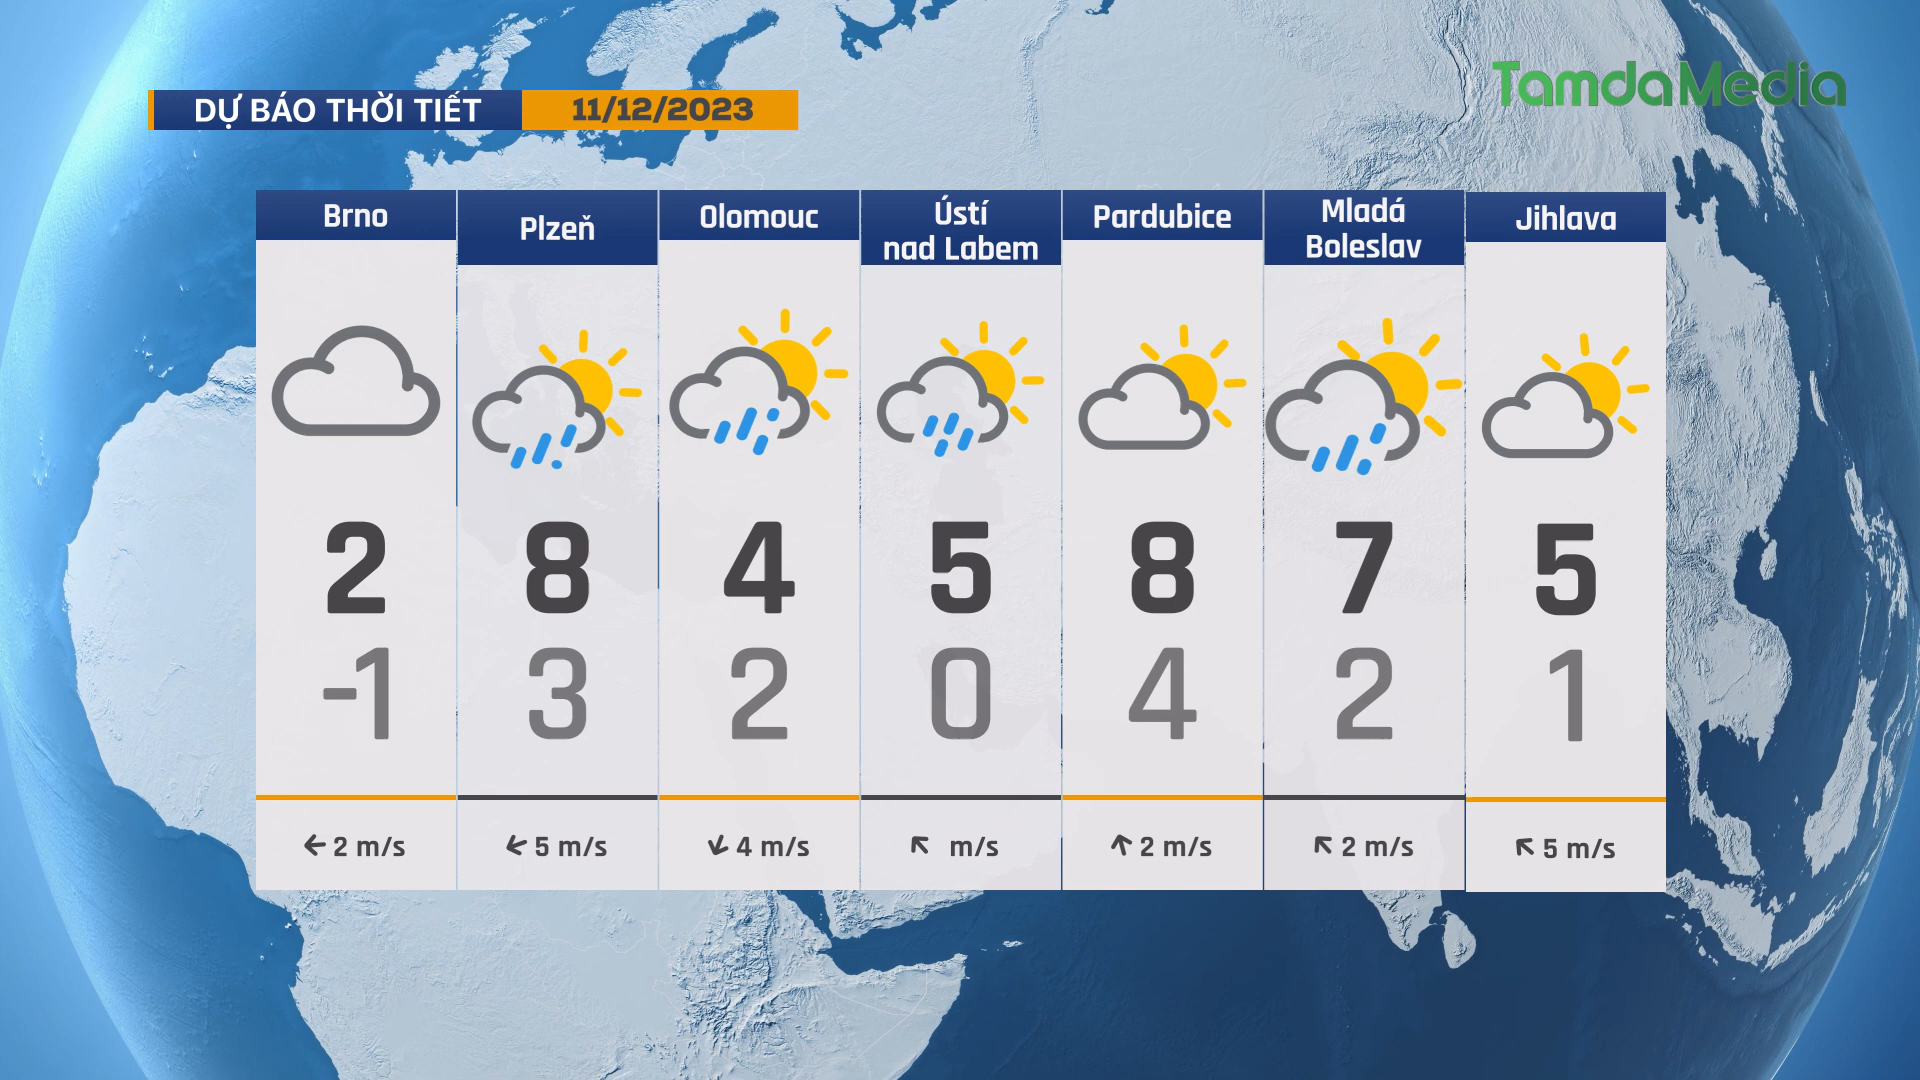 TamdaMedia
DỰ BÁO THỜI TIẾT 11/12/2023
Brno
2
-1
2 m/s
Plzeň
8
3
5 m/s
Olomouc
4
2
4 m/s
Ústí
nad Labem
5
0
m/s
Pardubice
8
4
2 m/s
Mladá
Boleslav
7
2
2 m/s
Jihlava
5
1
5 m/s